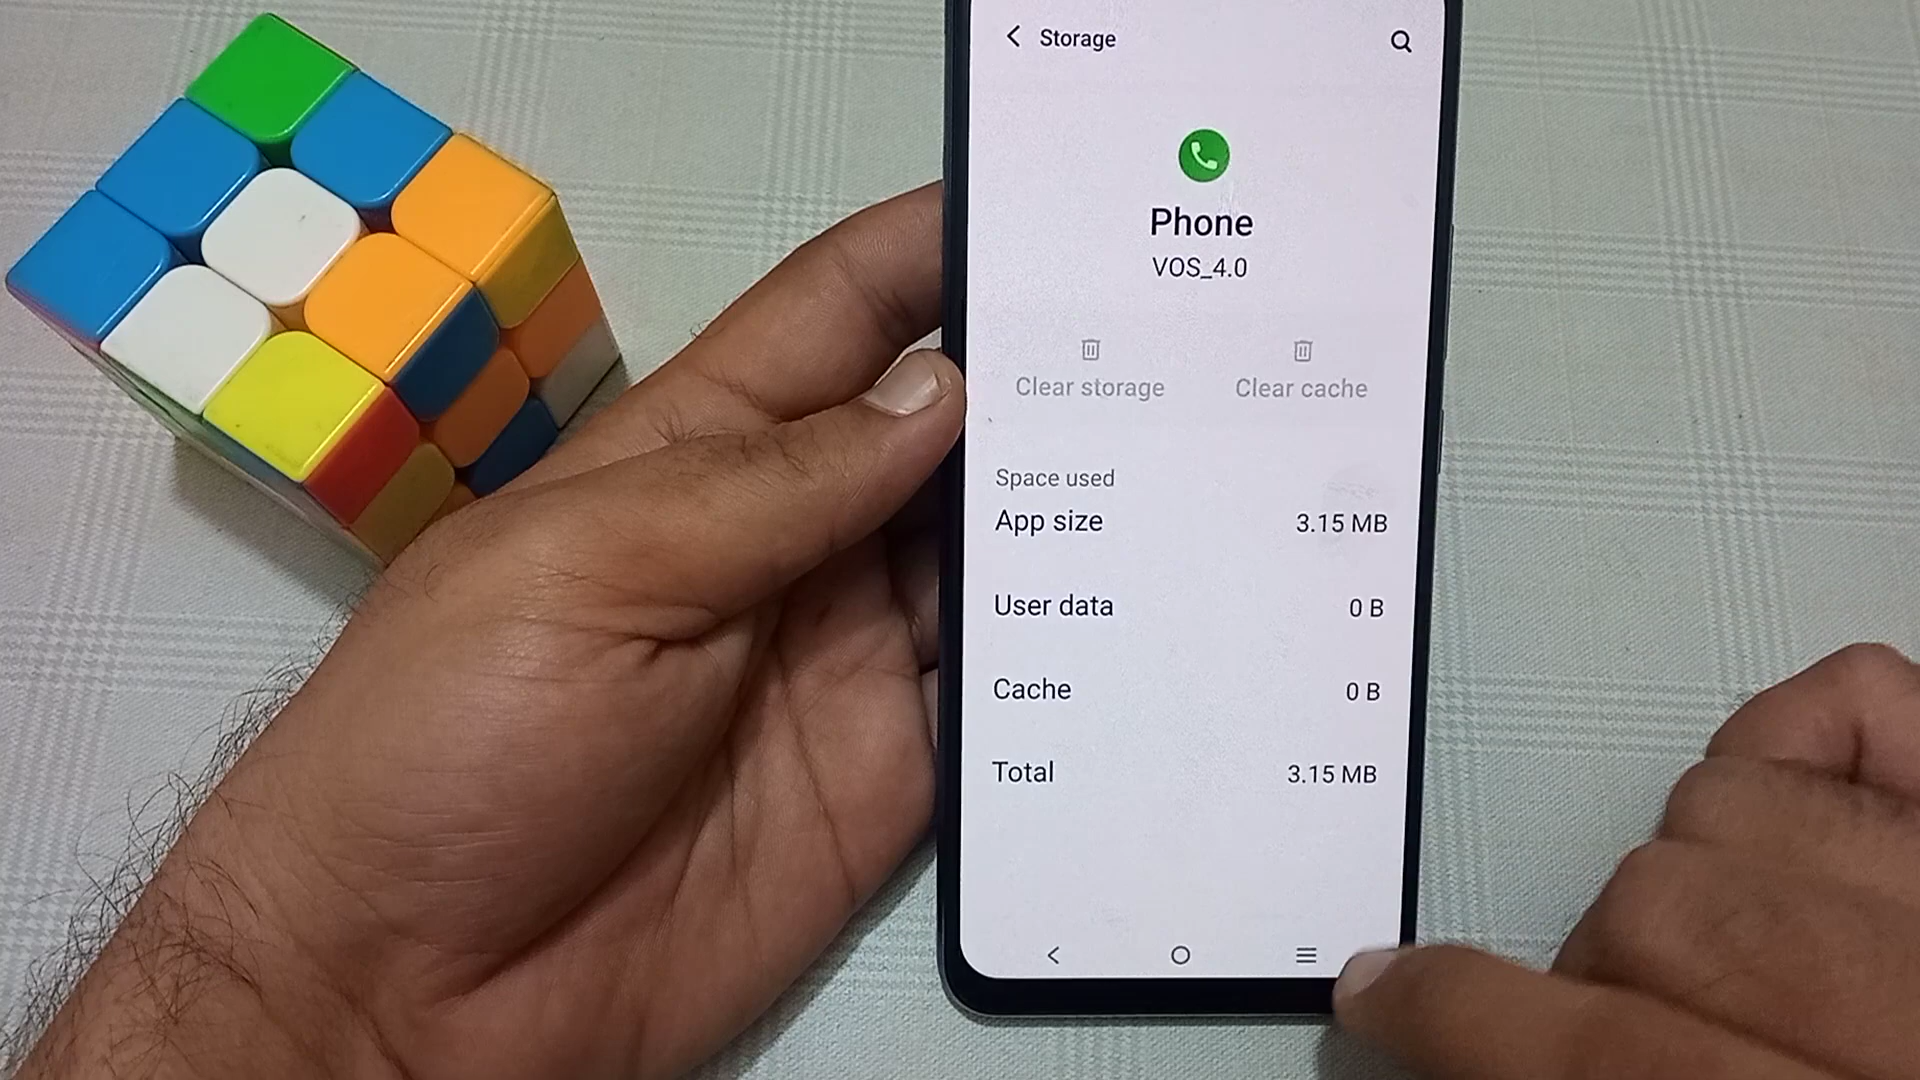 Storage
Phone
VOS_4.0
Clear storage Clear cache
Space used
App size 3.15 MB
User data 0 B
Cache 0 B
Total 3.15 MB